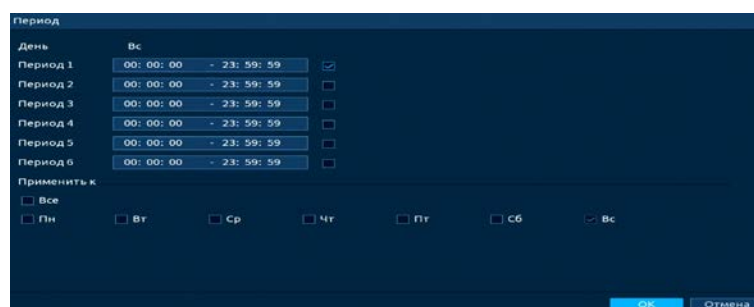 Период
День Вс
Период 1 00: 00: 00 - 23: 59: 59
Период 2 00: 00: 00 - 23: 59: 59
Период 3 00: 00: 00 - 23: 59: 59
Период 4 00: 00: 00 - 23: 59: 59
Период 5 00: 00: 00 - 23: 59: 59
Период 6 00: 00: 00 - 23: 59: 59
Применить к
Все
Пн Вт Ср Чт Пт Сб Вс
OK Отмена